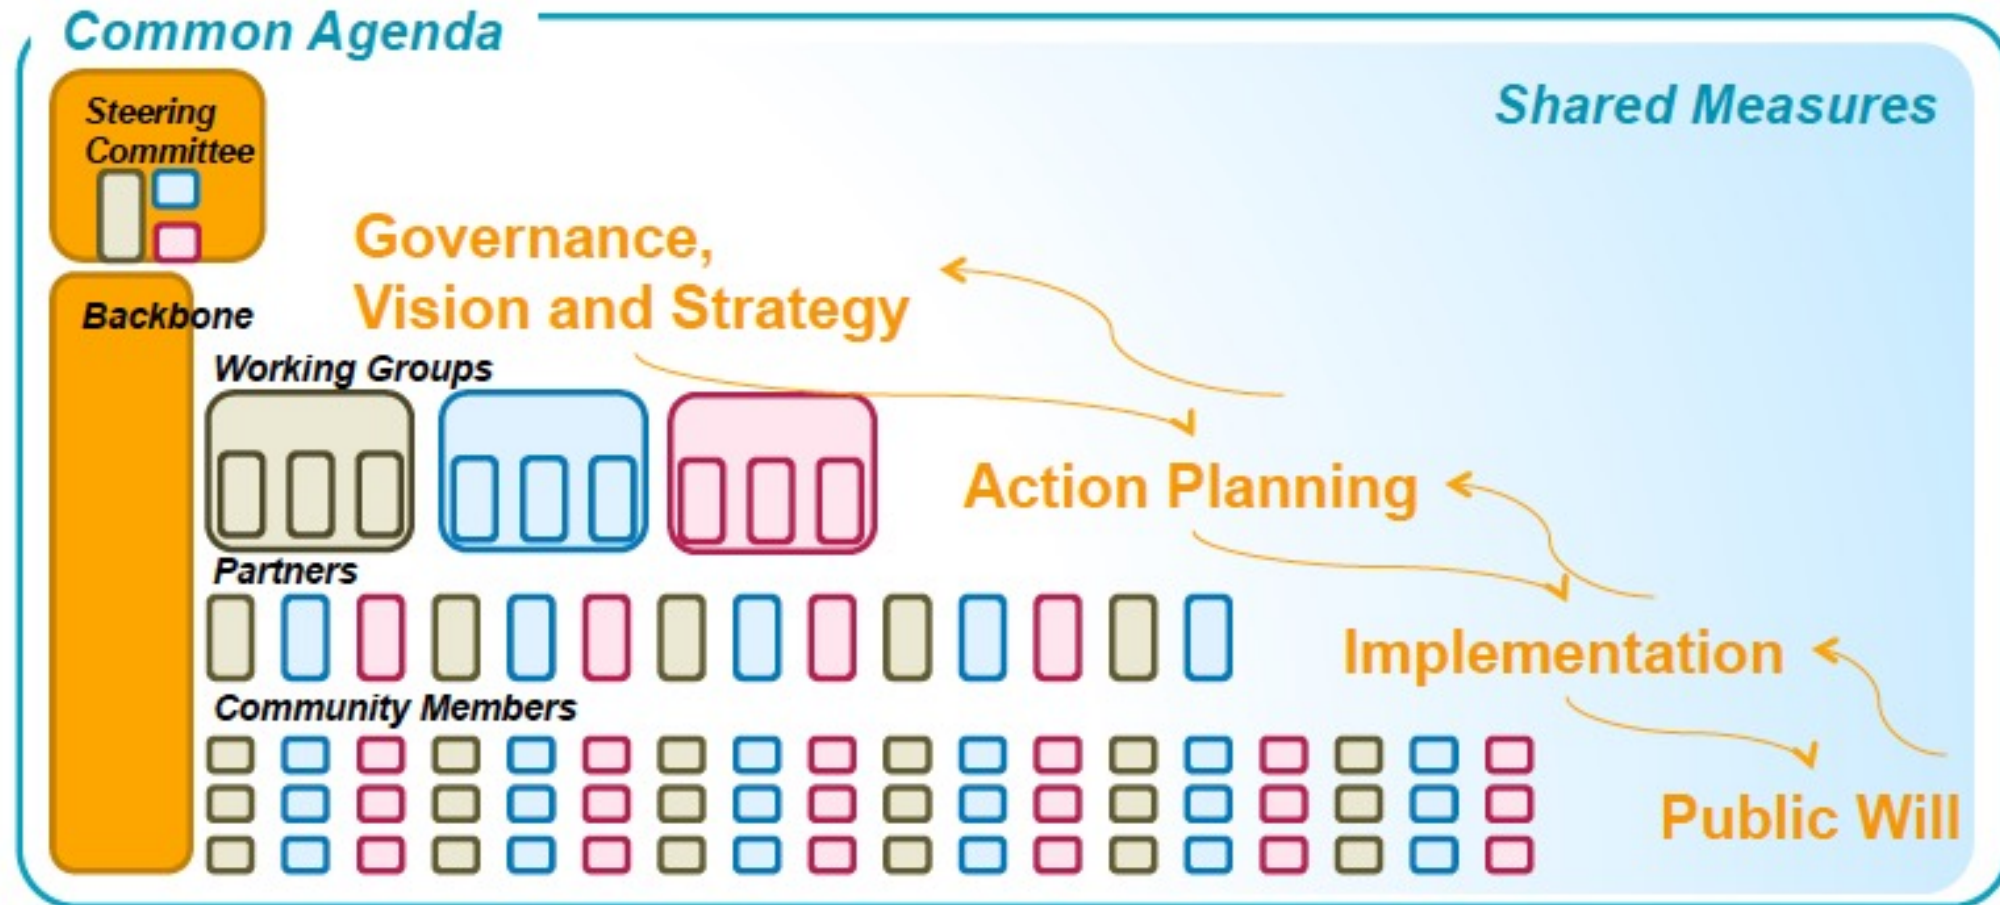 Common Agenda
Shared Measures
Steering
Committee
Governance,
Vision and Strategy
Backbone
Working Groups
Action Planning
Partners
Implementation
Community Members
Public Will